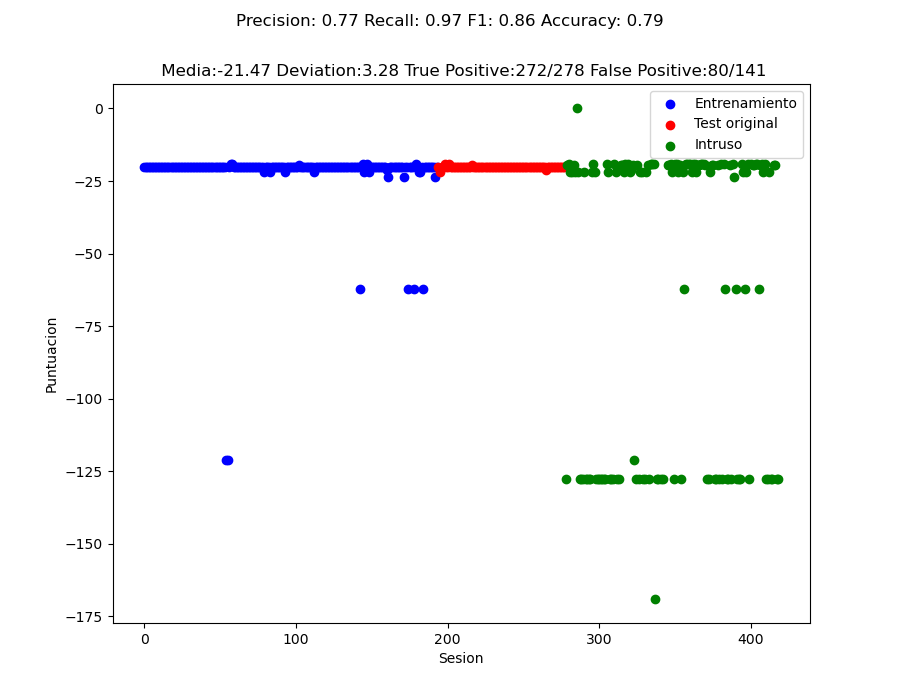 Precision: 0.77 Recall: 0.97 F1: 0.86 Accuracy: 0.79
Media:-21.47 Deviation:3.28 True Positive:272/278 False Positive:80/141
Entrenamiento
Test original
Intruso
0
−25
−50
−75
−100
−125
−150
−175
Puntuacion
0 100 200 300 400
Sesion